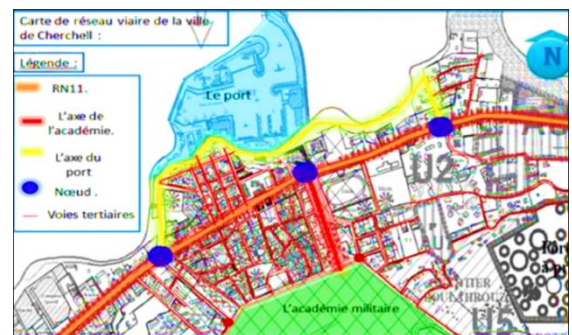 Carte de réseau viaire de la ville
de Cherchell :
Légende :
RN11.
L'axe de
l'académie.
L'axe du
port
Nœud .
Voies tertiaires
Le port
N
U2
L'académie militaire